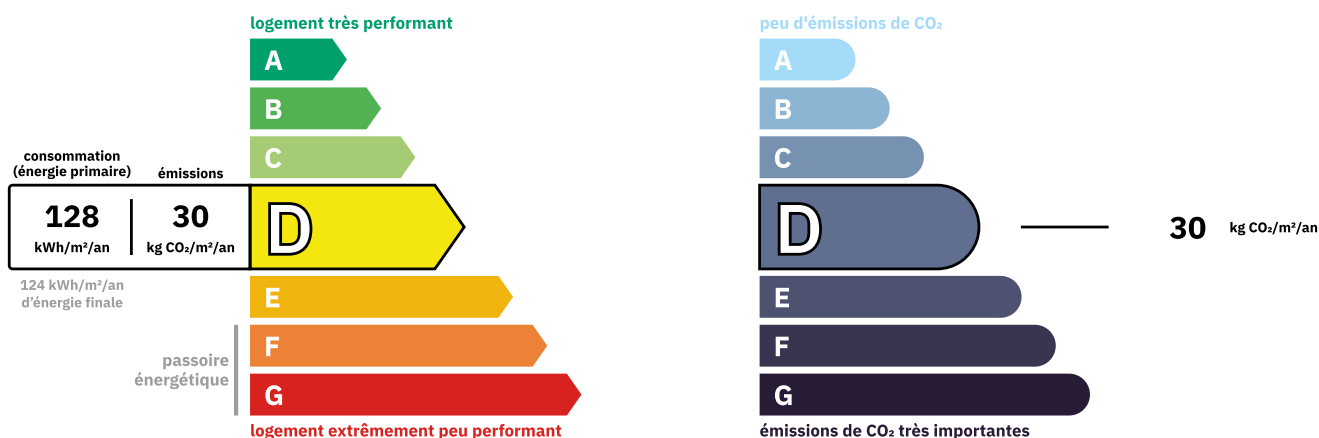 logement très performant
A
B
C
consommation
(énergie primaire)
émissions
128
kWh/m²/an
30
kg CO₂/m²/an
D
124 kWh/m²/an
d’énergie finale
E
passoire
énergétique
F
G
logement extrêmement peu performant
peu d'émissions de CO₂
A
B
C
D
30 kg CO₂/m²/an
E
F
G
émissions de CO₂ très importantes